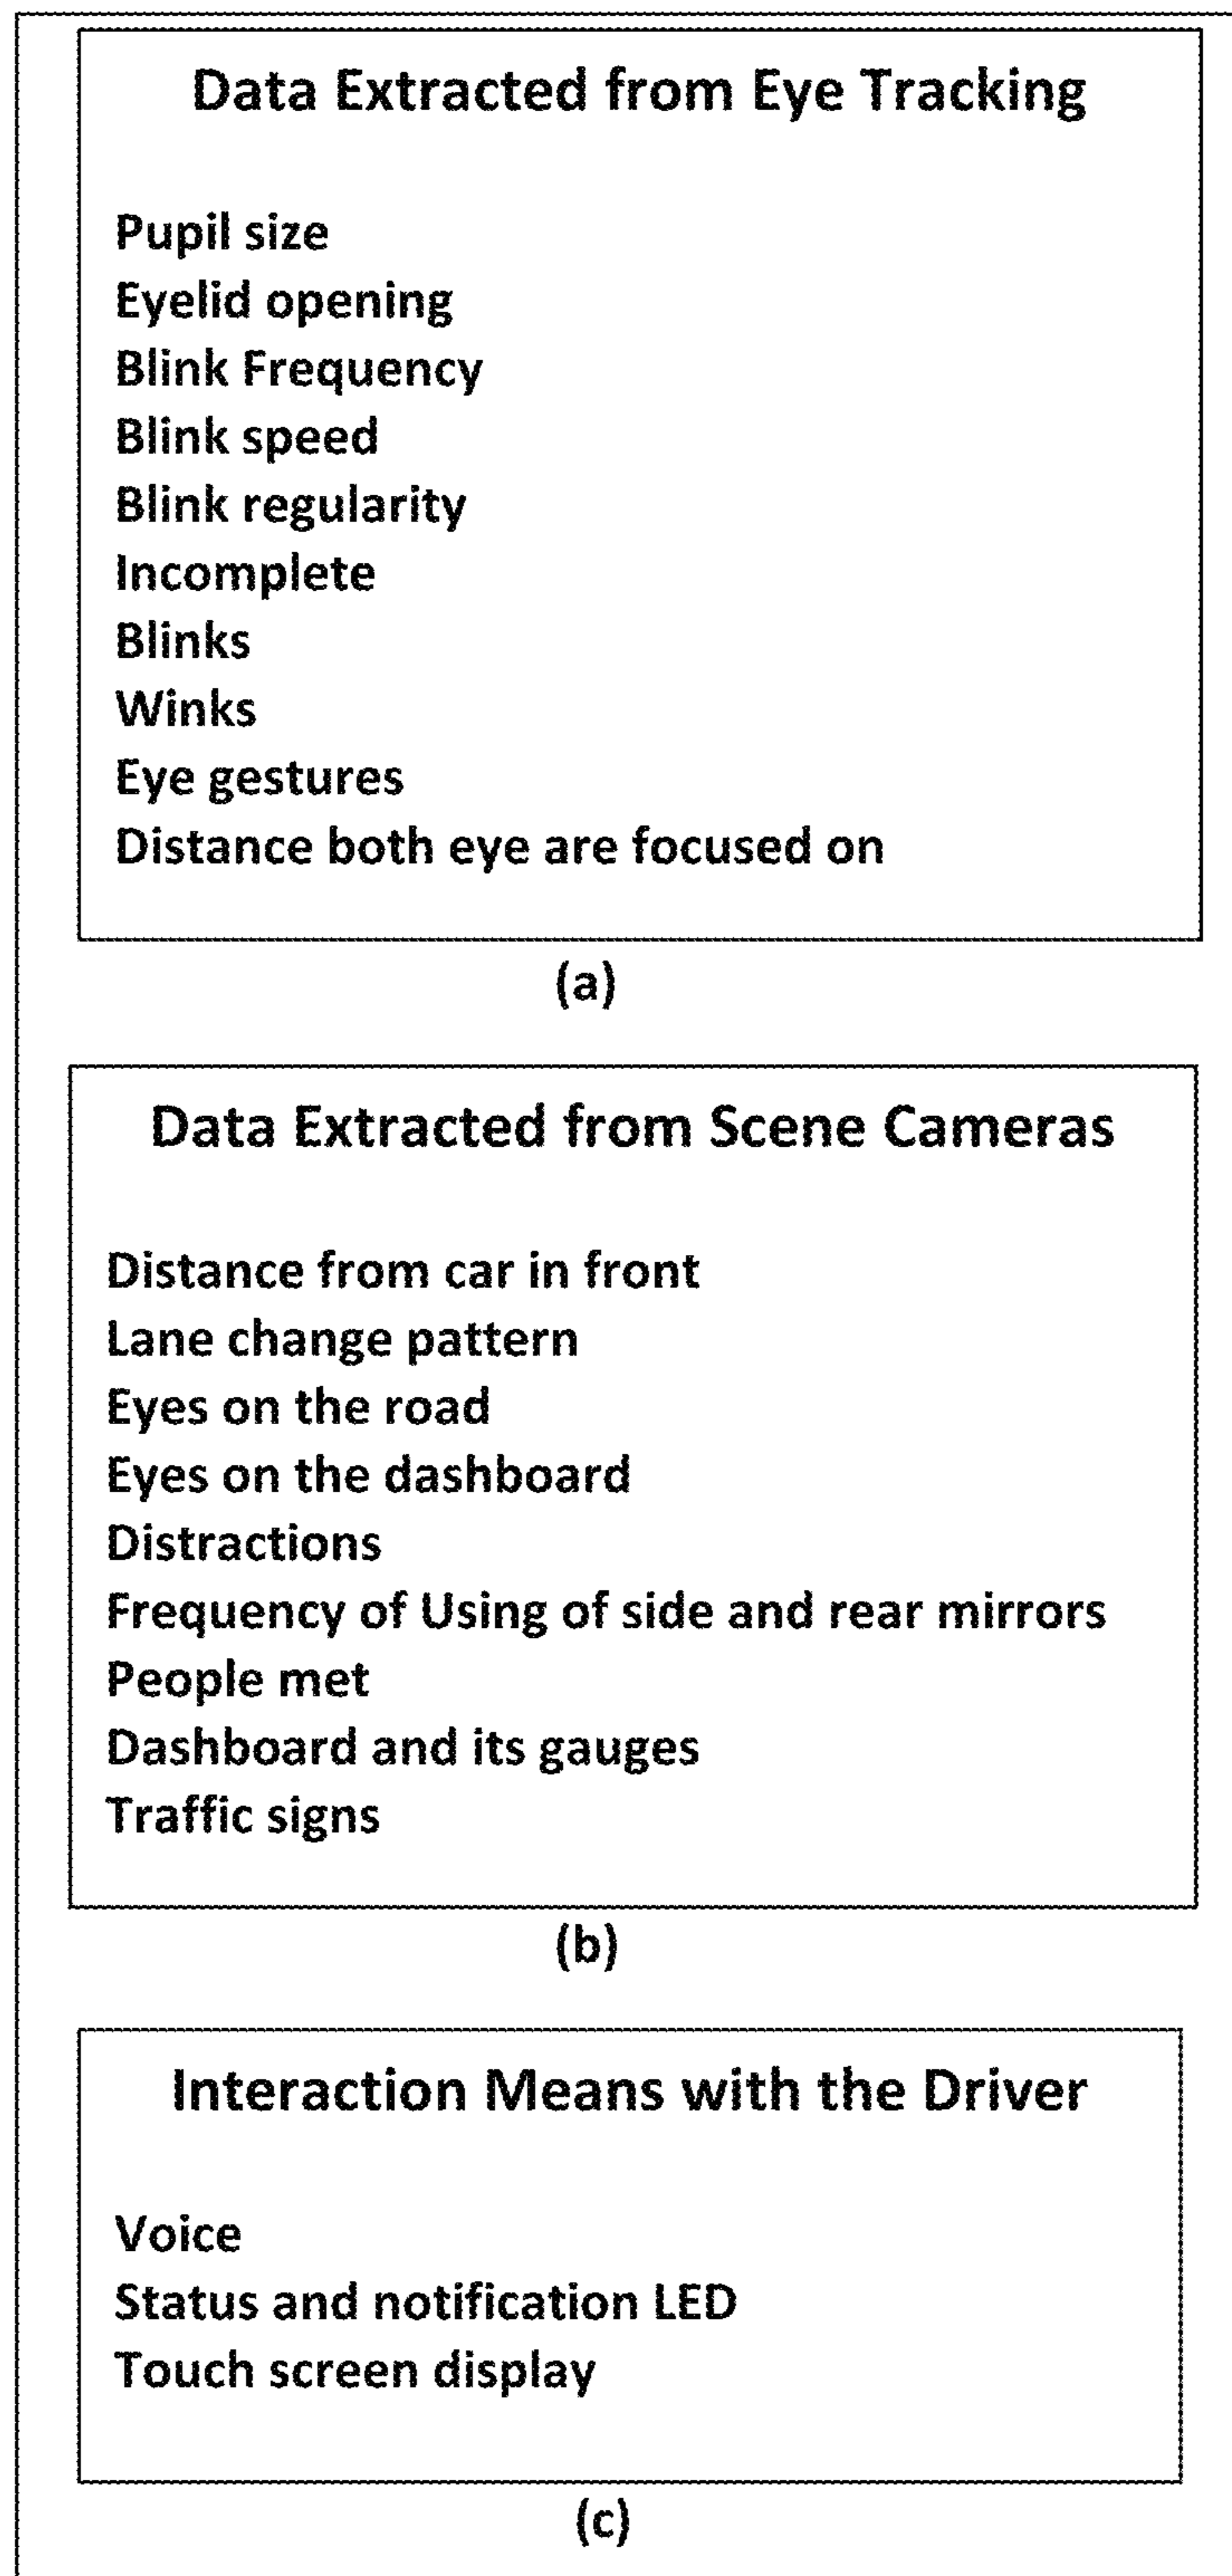 Data Extracted from Eye Tracking
Pupil size
Eyelid opening
Blink Frequency
Blink speed
Blink regularity
Incomplete
Blinks
Winks
Eye gestures
Distance both eye are focused on
(a)
Data Extracted from Scene Cameras
Distance from car in front
Lane change pattern
Eyes on the road
Eyes on the dashboard
Distractions
Frequency of Using of side and rear mirrors
People met
Dashboard and its gauges
Traffic signs
(b)
Interaction Means with the Driver
Voice
Status and notification LED
Touch screen display
(c)